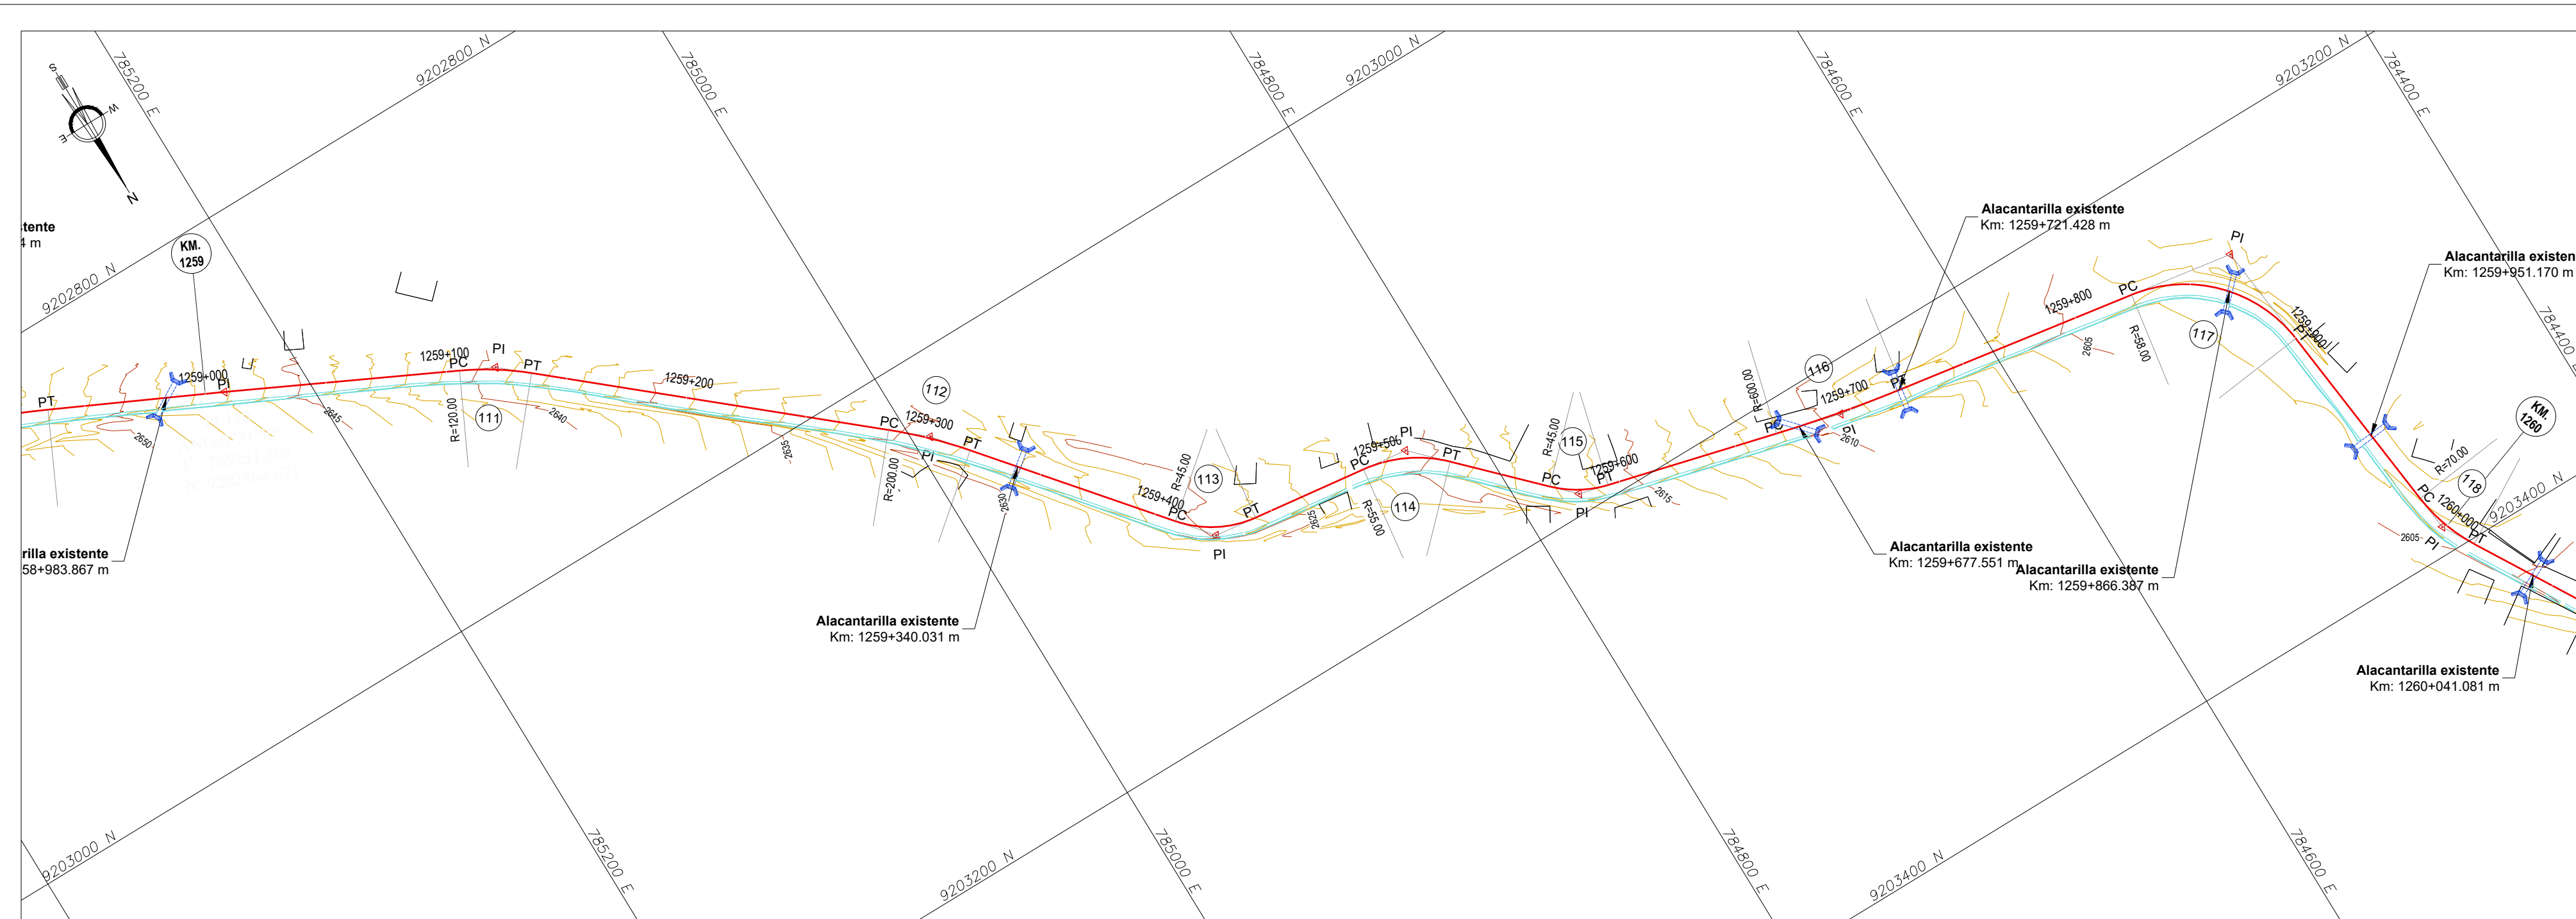 785200 E
9202800 N
785000 E
784800 E
9203000 N
784600 E
9203200 N
784400 E
S
W
E
N
stente
4 m
KM.
1259
9202800 N
PT
1259+000
PI
2650
2645
1259+100
PC
PI
PT
R=120.00
111
2640
1259+200
2635
112
PC
1259+300
PI
PT
R=200.00
2630
1259+400
PC
R=45.00
113
PT
PI
2625
1259+500
PC
PI
PT
R=55.00
114
R=45.00
115
PC
1259+600
PT
PI
2615
R=600.00
116
PC
1259+700
PT
PI
2610
Alacantarilla existente
Km: 1259+721.428 m
1259+800
PC
2605
R=58.00
117
PI
1259+900
PT
Alacantarilla existen
Km: 1259+951.170 m
784400 E
KM.
1260
R=70.00
118
9203400 N
PC
1260+000
PT
PI
2605
rilla existente
58+983.867 m
Alacantarilla existente
Km: 1259+340.031 m
Alacantarilla existente
Km: 1259+677.551 m
Alacantarilla existente
Km: 1259+866.387 m
Alacantarilla existente
Km: 1260+041.081 m
9203000 N
785200 E
9203200 N
785000 E
784800 E
9203400 N
784600 E